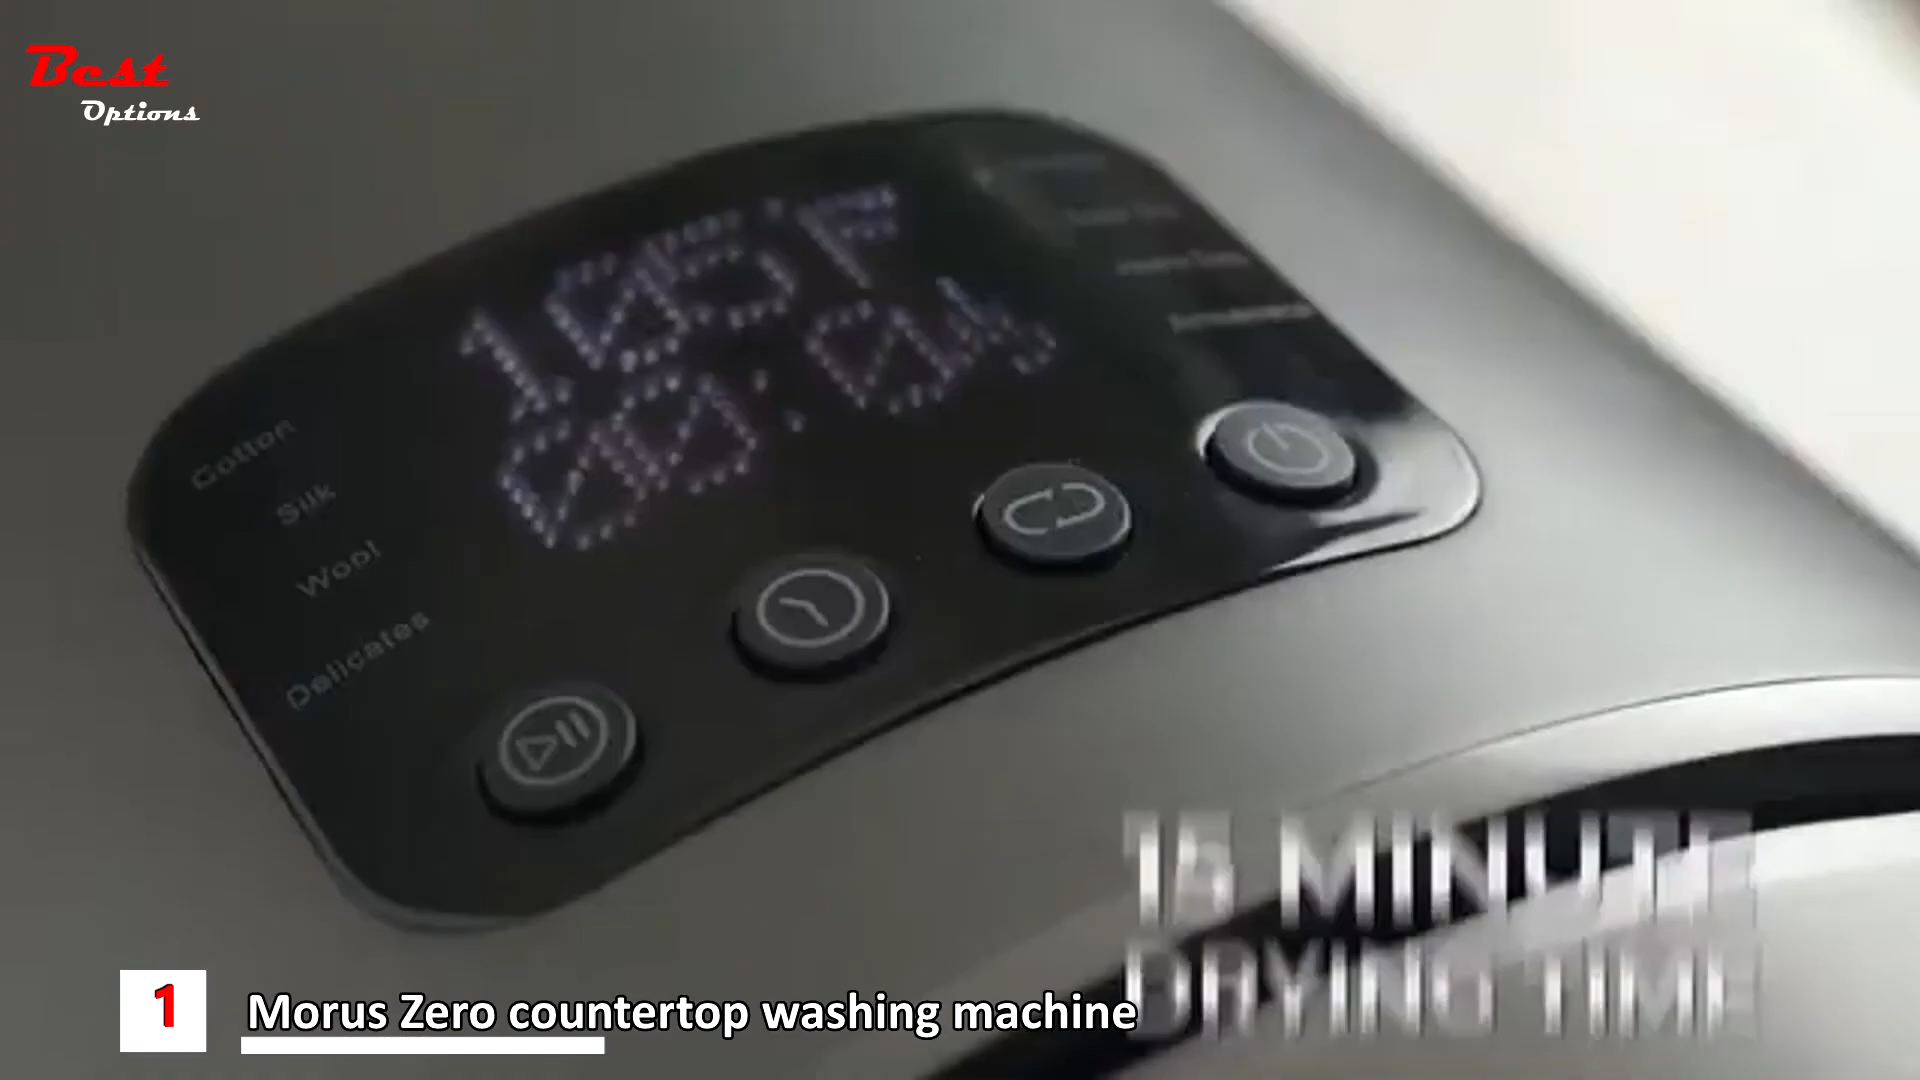 Best
Options
105°F
00:04
Cotton
Silk
Wool
Delicates
15 MINUTE
DRYING TIME
1
Morus Zero countertop washing machine